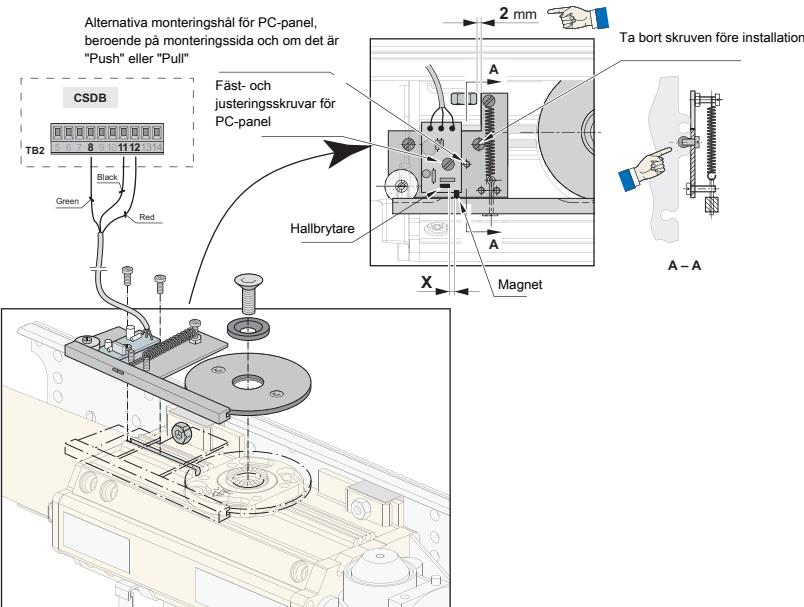 Alternativa monteringshål för PC-panel,
beroende på monteringssida och om det är
"Push" eller "Pull"
2 mm
Ta bort skruven före installation
Fäst- och
justeringsskruvar för
PC-panel
A
CSDB
TB2
5 6 7 8 9 10 11 12 13 14
Black
Green
Red
Hallbrytare
A
X
Magnet
A – A